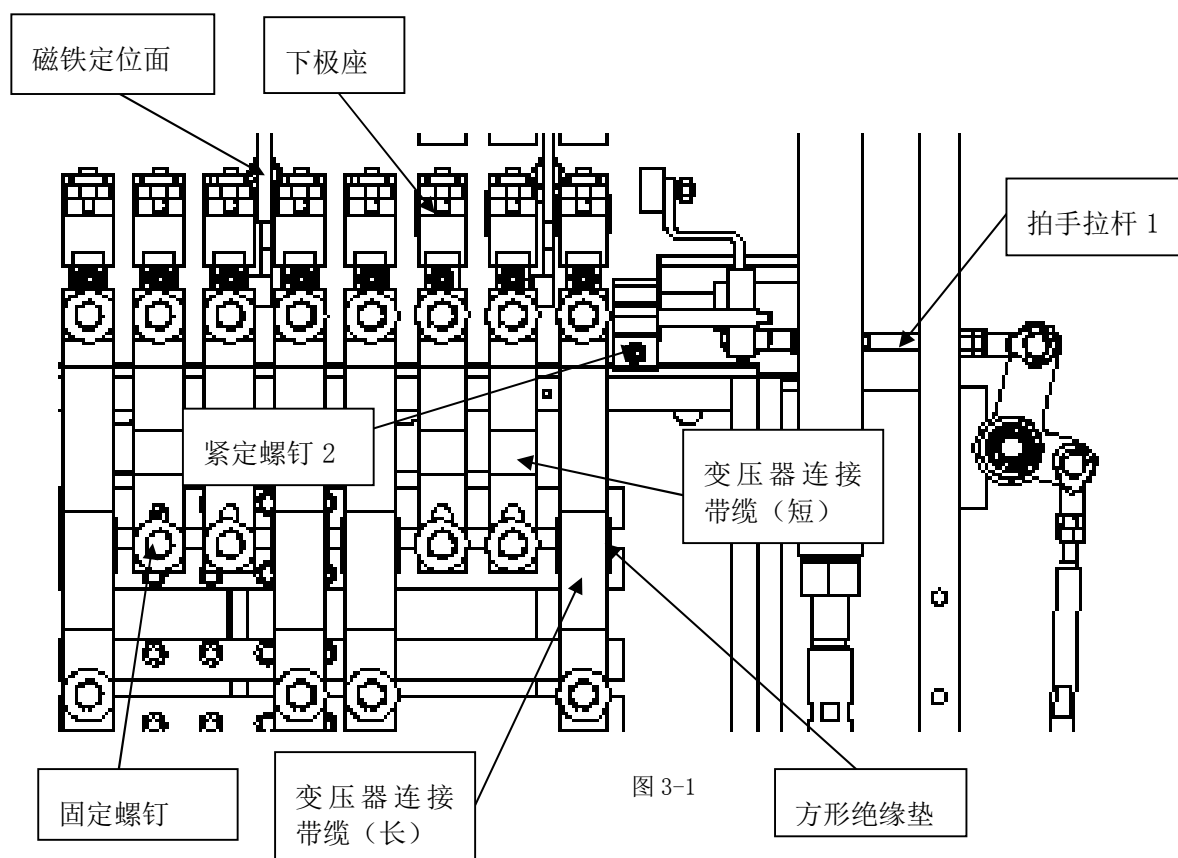 磁铁定位面
下极座
拍手拉杆 1
紧定螺钉 2
变压器连接
带缆（短）
固定螺钉
变压器连接
带缆（长）
图 3-1
方形绝缘垫